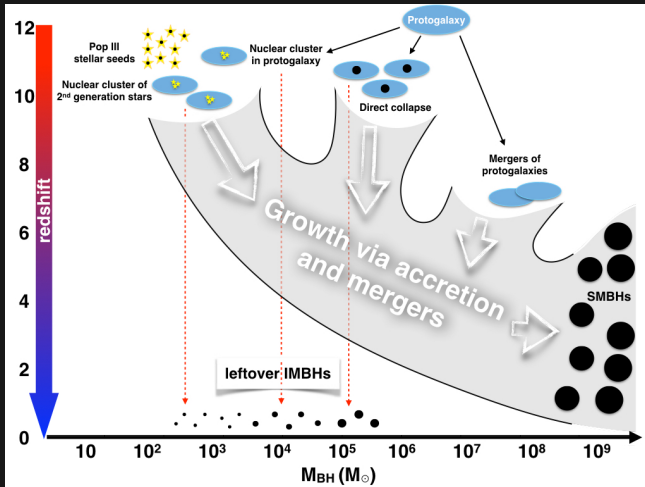 12
10
8
6
4
2
0
redshift
Pop III
stellar seeds
Nuclear cluster of
2nd generation stars
Nuclear cluster
in protogalaxy
Protogalaxy
Direct collapse
Mergers of
protogalaxies
Growth via accretion
and mergers
SMBHs
leftover IMBHs
10
10²
10³
10⁴
10⁵
10⁶
10⁷
10⁸
10⁹
M_BH (M_☉)